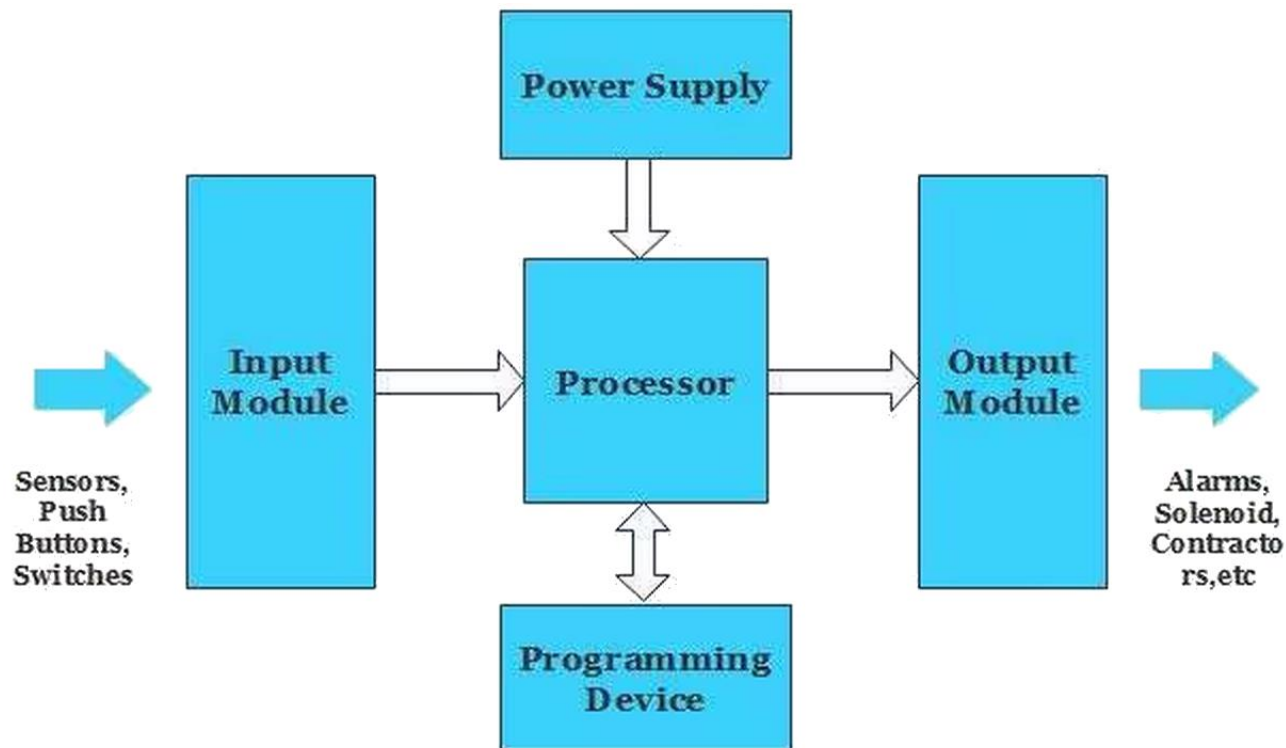 Power Supply
Input
Module
Processor
Output
Module
Sensors,
Push
Buttons,
Switches
Alarms,
Solenoid,
Contracto
rs,etc
Programming
Device